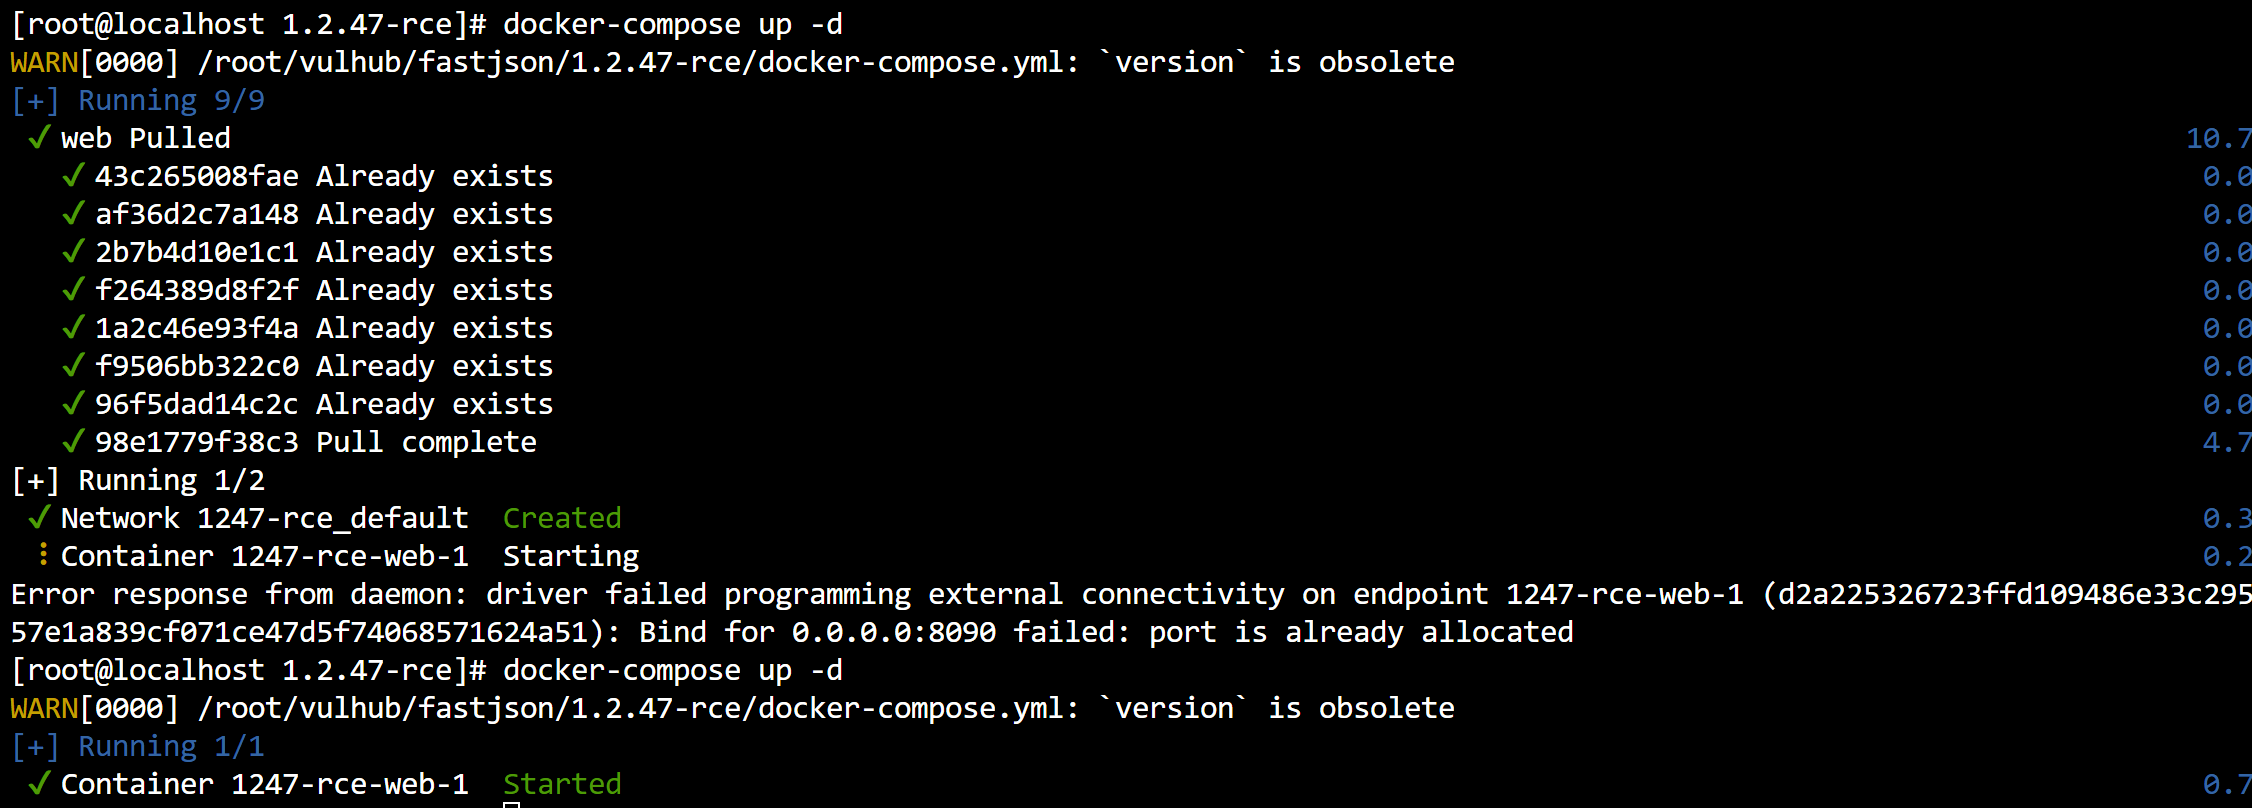 [root@localhost 1.2.47-rce]# docker-compose up -d
WARN[0000] /root/vulhub/fastjson/1.2.47-rce/docker-compose.yml: `version` is obsolete
[+] Running 9/9
✔ web Pulled 10.7
✔ 43c265008fae Already exists 0.0
✔ af36d2c7a148 Already exists 0.0
✔ 2b7b4d10e1c1 Already exists 0.0
✔ f264389d8f2f Already exists 0.0
✔ 1a2c46e93f4a Already exists 0.0
✔ f9506bb322c0 Already exists 0.0
✔ 96f5dad14c2c Already exists 0.0
✔ 98e1779f38c3 Pull complete 4.7
[+] Running 1/2
✔ Network 1247-rce_default Created 0.3
⠸ Container 1247-rce-web-1 Starting 0.2
Error response from daemon: driver failed programming external connectivity on endpoint 1247-rce-web-1 (d2a225326723ffd109486e33c295
57e1a839cf071ce47d5f74068571624a51): Bind for 0.0.0.0:8090 failed: port is already allocated
[root@localhost 1.2.47-rce]# docker-compose up -d
WARN[0000] /root/vulhub/fastjson/1.2.47-rce/docker-compose.yml: `version` is obsolete
[+] Running 1/1
✔ Container 1247-rce-web-1 Started 0.7